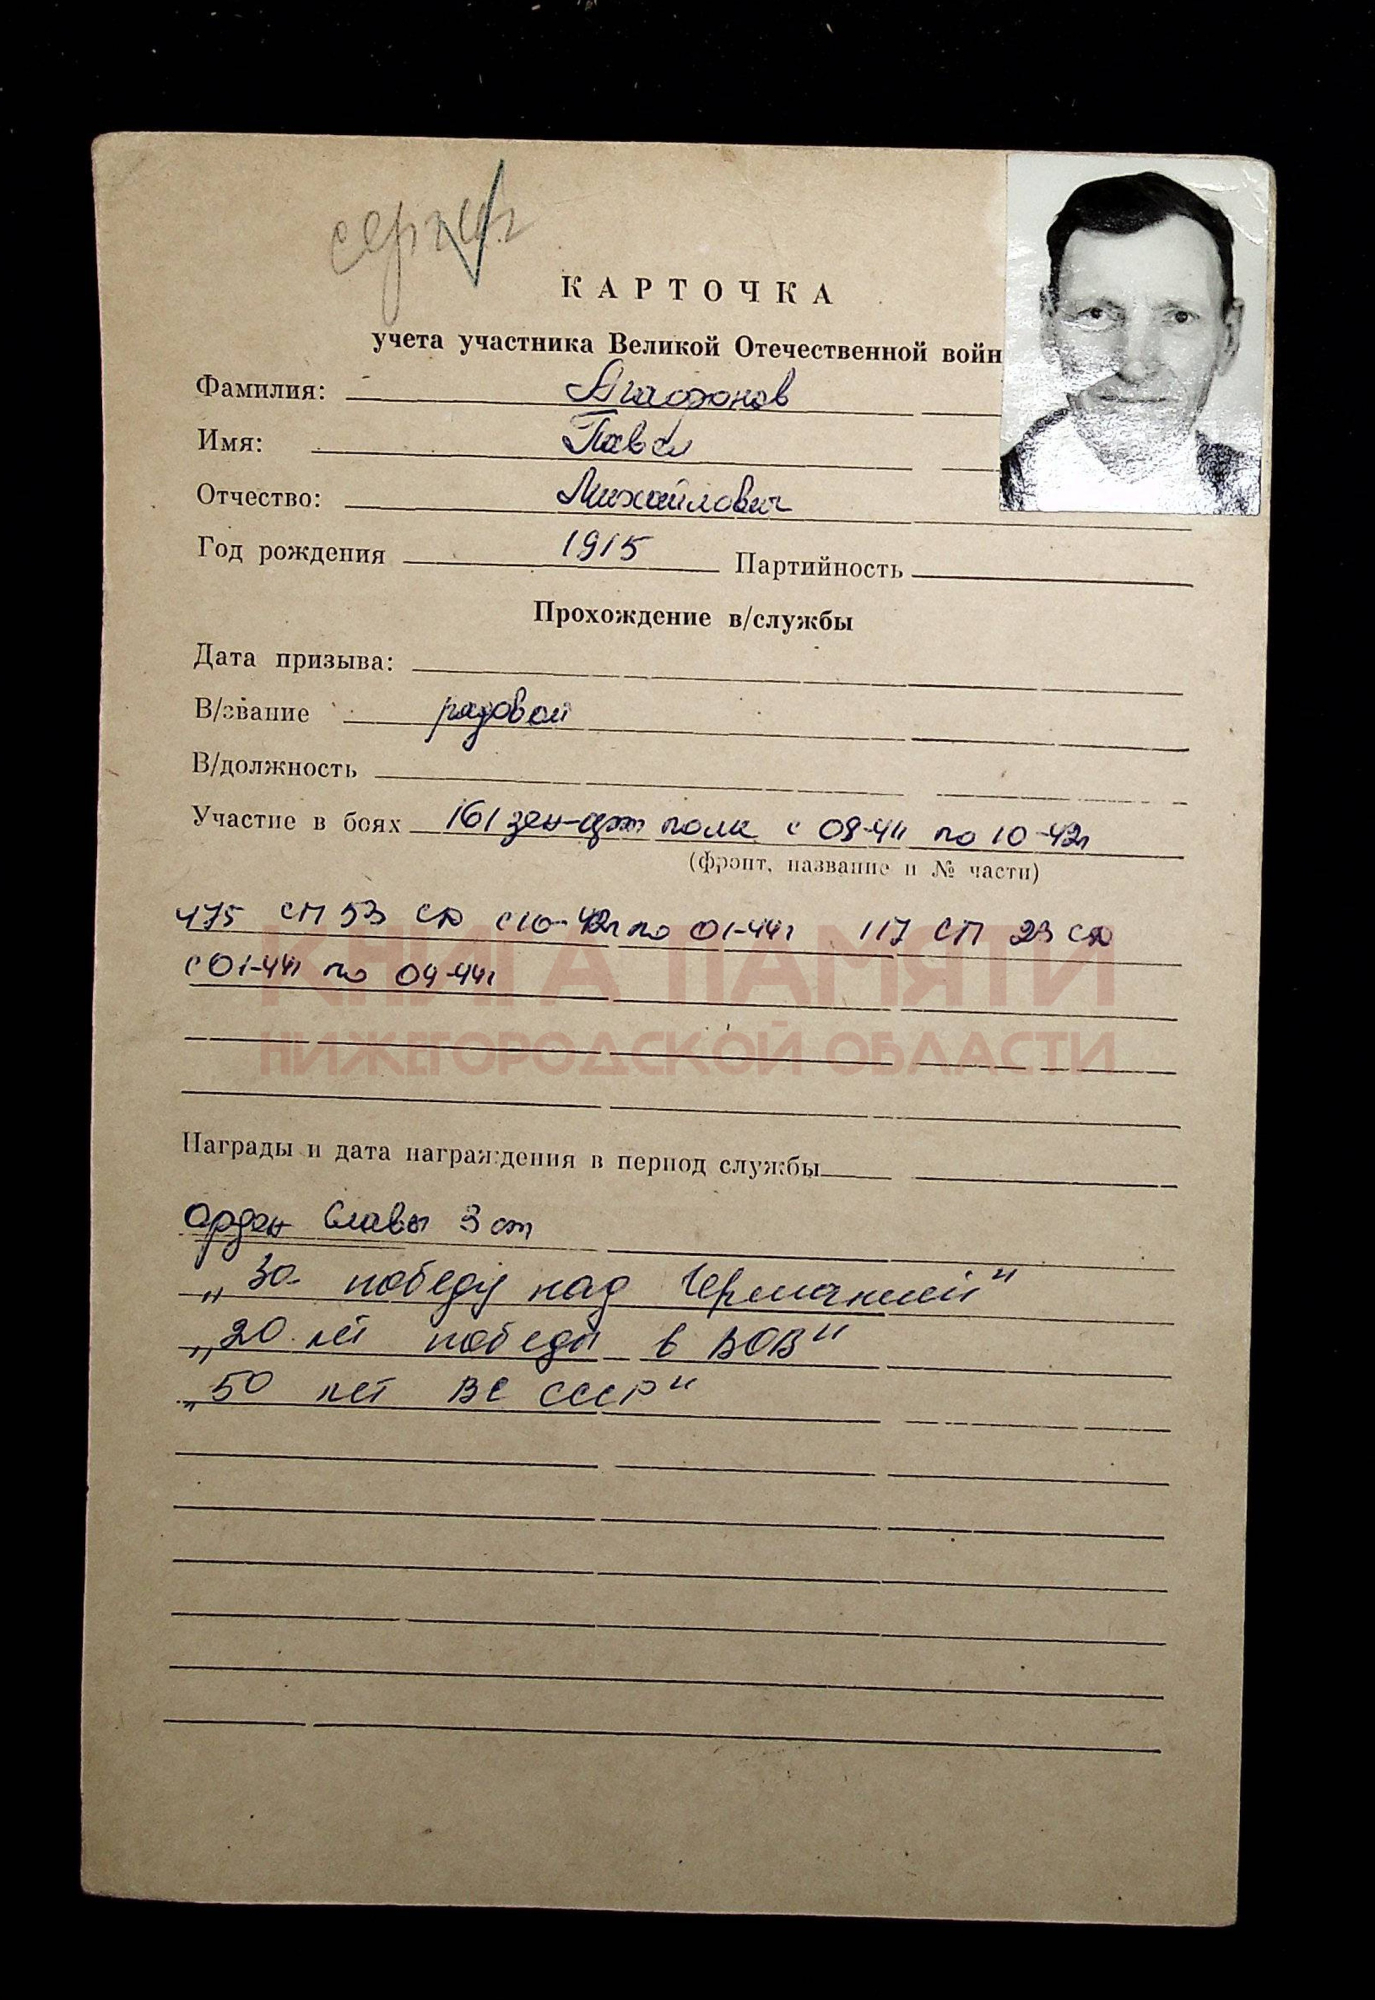 КАРТОЧКА
учета участника Великой Отечественной войн
Фамилия: Агафонов
Имя: Павел
Отчество: Михайлович
Год рождения 1915 Партийность
Прохождение в/службы
Дата призыва:
В/звание рядовой
В/должность
Участие в боях 161 зен-арт полк с 08-41 по 10-42г
(фронт, название и № части)
475 СП 53 СД с 10-42г по 01-44г 117 СП 23 СД
с 01-44г по 04-44г
КНИГА ПАМЯТИ
НИЖЕГОРОДСКОЙ ОБЛАСТИ
Награды и дата награждения в период службы
Орден Славы 3 ст
„За победу над Германией"
„20 лет победы в ВОВ"
„50 лет ВС СССР"